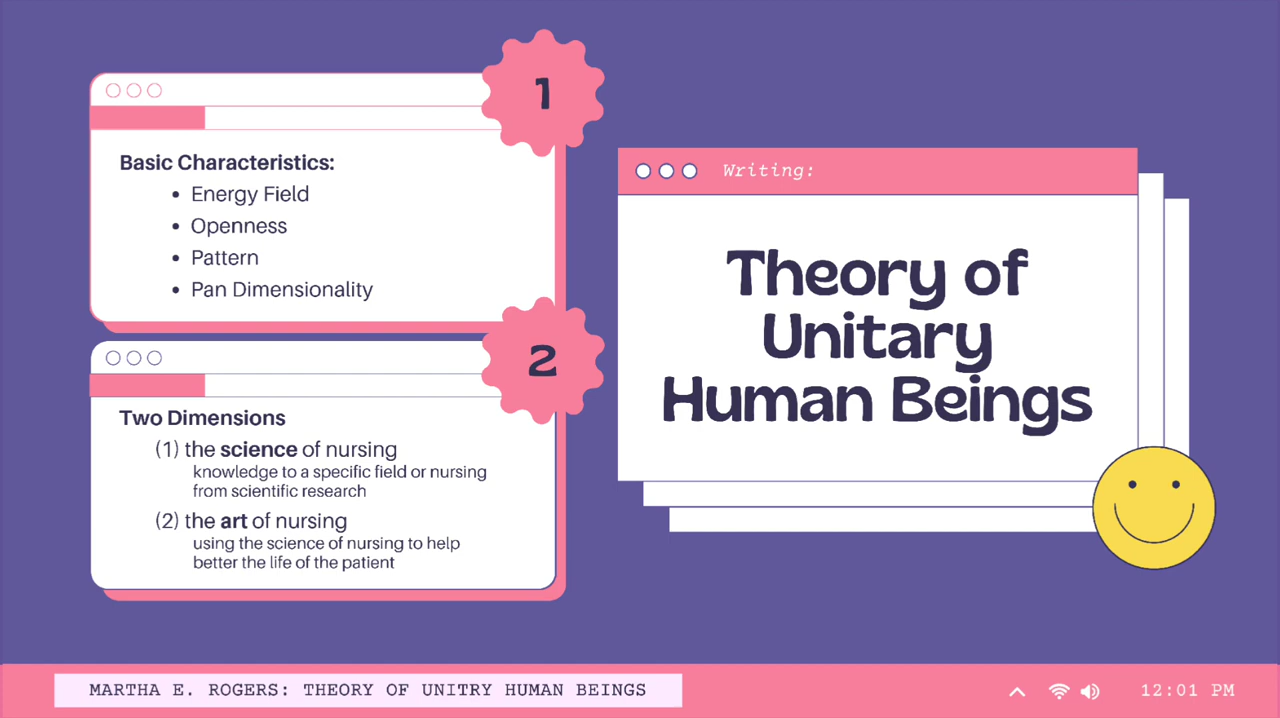 1
Basic Characteristics:
• Energy Field
• Openness
• Pattern
• Pan Dimensionality
2
Two Dimensions
(1) the science of nursing
knowledge to a specific field or nursing
from scientific research
(2) the art of nursing
using the science of nursing to help
better the life of the patient
Writing:
Theory of
Unitary
Human Beings
MARTHA E. ROGERS: THEORY OF UNITRY HUMAN BEINGS
12:01 PM